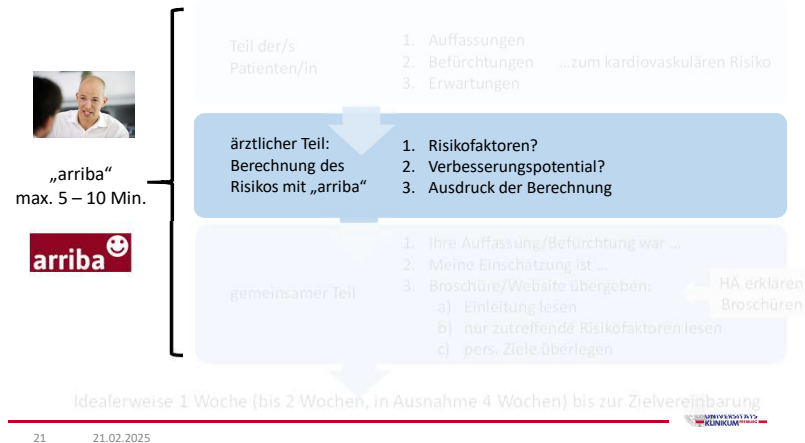 Teil der/s
Patienten/in
1. Auffassungen
2. Befürchtungen …zum kardiovaskulären Risiko
3. Erwartungen
ärztlicher Teil:
Berechnung des
Risikos mit „arriba“
1. Risikofaktoren?
2. Verbesserungspotential?
3. Ausdruck der Berechnung
„arriba“
max. 5 – 10 Min.
arriba
gemeinsamer Teil
1. Ihre Auffassung/Befürchtung war …
2. Meine Einschätzung ist …
3. Broschüre/Website übergeben:
a) Einleitung lesen
b) nur zutreffende Risikofaktoren lesen
c) pers. Ziele überlegen
HÄ erklären
Broschüren
Idealerweise 1 Woche (bis 2 Wochen, in Ausnahme 4 Wochen) bis zur Zielvereinbarung
UNIVERSITÄTS
KLINIKUM
21 21.02.2025